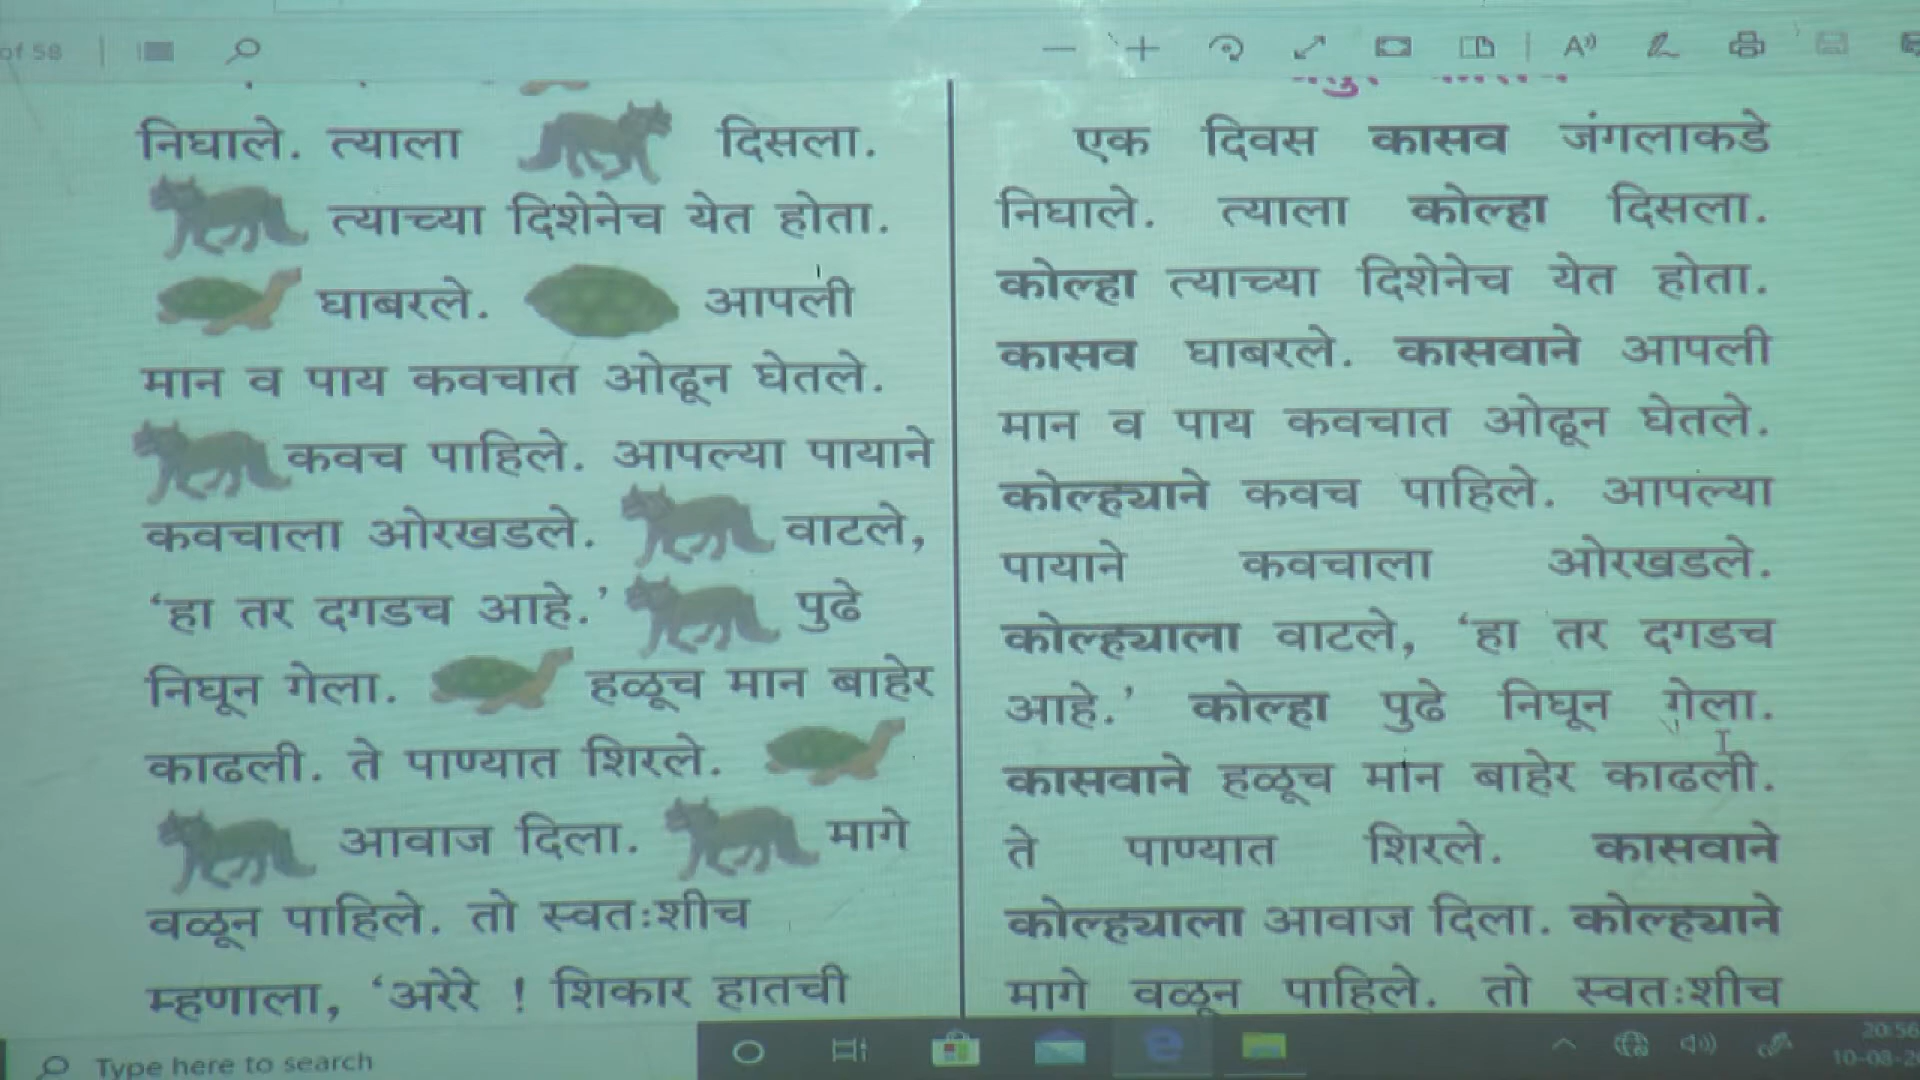 of 58
निघाले. त्याला दिसला.
त्याच्या दिशेनेच येत होता.
घाबरले. आपली
मान व पाय कवचात ओढून घेतले.
कवच पाहिले. आपल्या पायाने
कवचाला ओरखडले. वाटले,
‘हा तर दगडच आहे.’ पुढे
निघून गेला. हळूच मान बाहेर
काढली. ते पाण्यात शिरले.
आवाज दिला. मागे
वळून पाहिले. तो स्वतःशीच
म्हणाला, ‘अरेरे ! शिकार हातची
एक दिवस कासव जंगलाकडे
निघाले. त्याला कोल्हा दिसला.
कोल्हा त्याच्या दिशेनेच येत होता.
कासव घाबरले. कासवाने आपली
मान व पाय कवचात ओढून घेतले.
कोल्ह्याने कवच पाहिले. आपल्या
पायाने कवचाला ओरखडले.
कोल्ह्याला वाटले, ‘हा तर दगडच
आहे.’ कोल्हा पुढे निघून गेला.
कासवाने हळूच मान बाहेर काढली.
ते पाण्यात शिरले. कासवाने
कोल्ह्याला आवाज दिला. कोल्ह्याने
मागे वळून पाहिले. तो स्वतःशीच
Type here to search
20:56